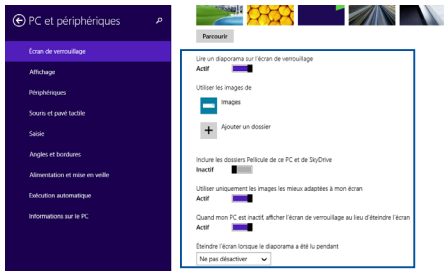 PC et périphériques
Écran de verrouillage
Affichage
Périphériques
Souris et pavé tactile
Saisie
Angles et bordures
Alimentation et mise en veille
Exécution automatique
Informations sur le PC
Parcourir
Lire un diaporama sur l'écran de verrouillage
Actif
Utiliser les images de
Images
Ajouter un dossier
Inclure les dossiers Pellicule de ce PC et de SkyDrive
Inactif
Utiliser uniquement les images les mieux adaptées à mon écran
Actif
Quand mon PC est inactif, afficher l'écran de verrouillage au lieu d'éteindre l'écran
Actif
Éteindre l'écran lorsque le diaporama a été lu pendant
Ne pas désactiver